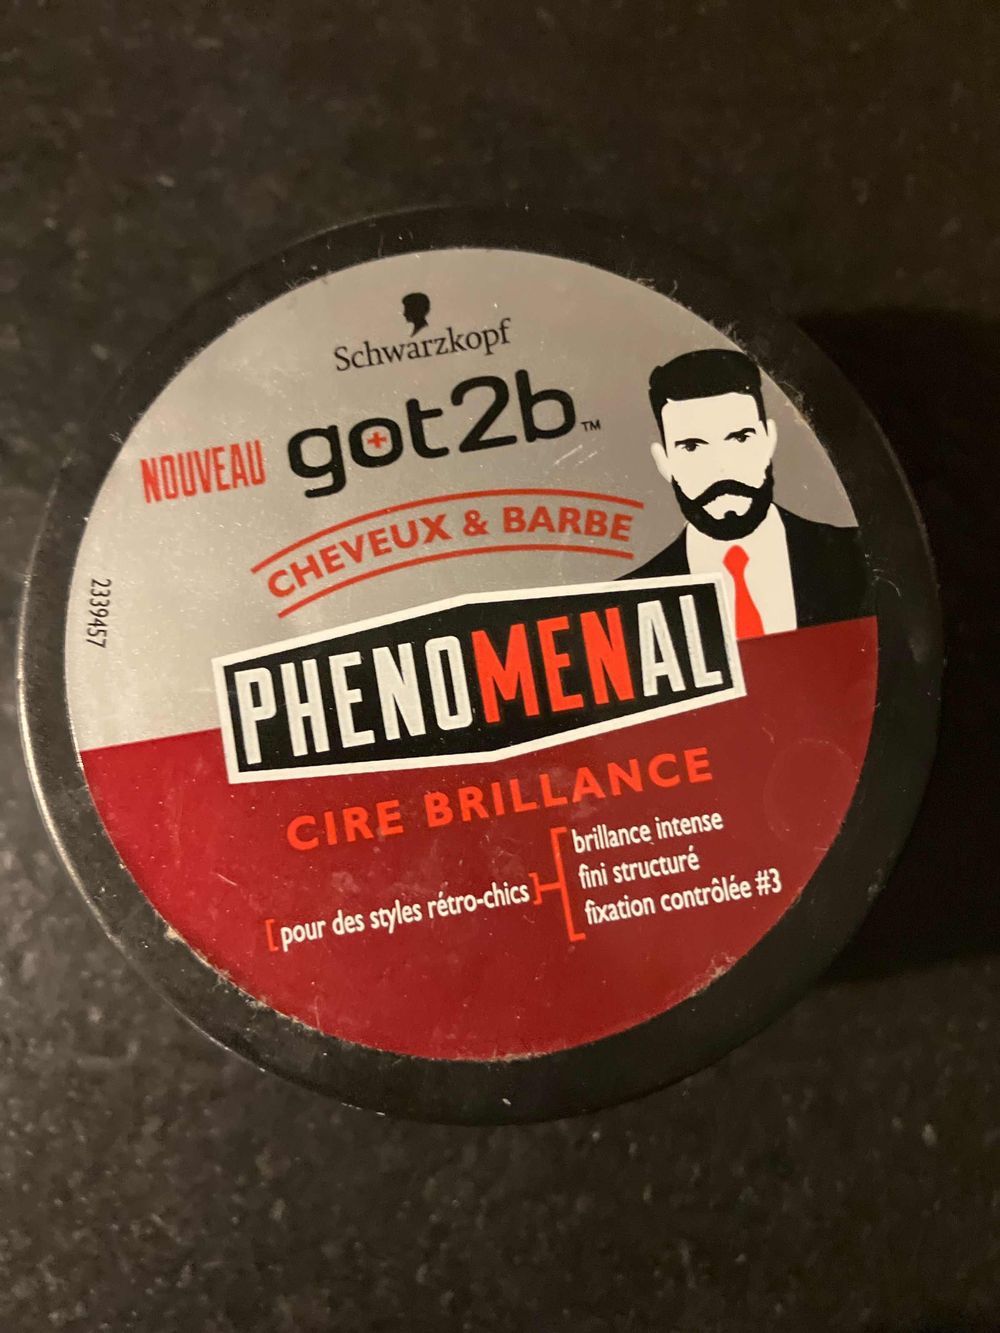 Schwarzkopf
got2b™
NOUVEAU
CHEVEUX & BARBE
2339457
PHENOMENAL
CIRE BRILLANCE
[pour des styles rétro-chics]
brillance intense
fini structuré
fixation contrôlée #3